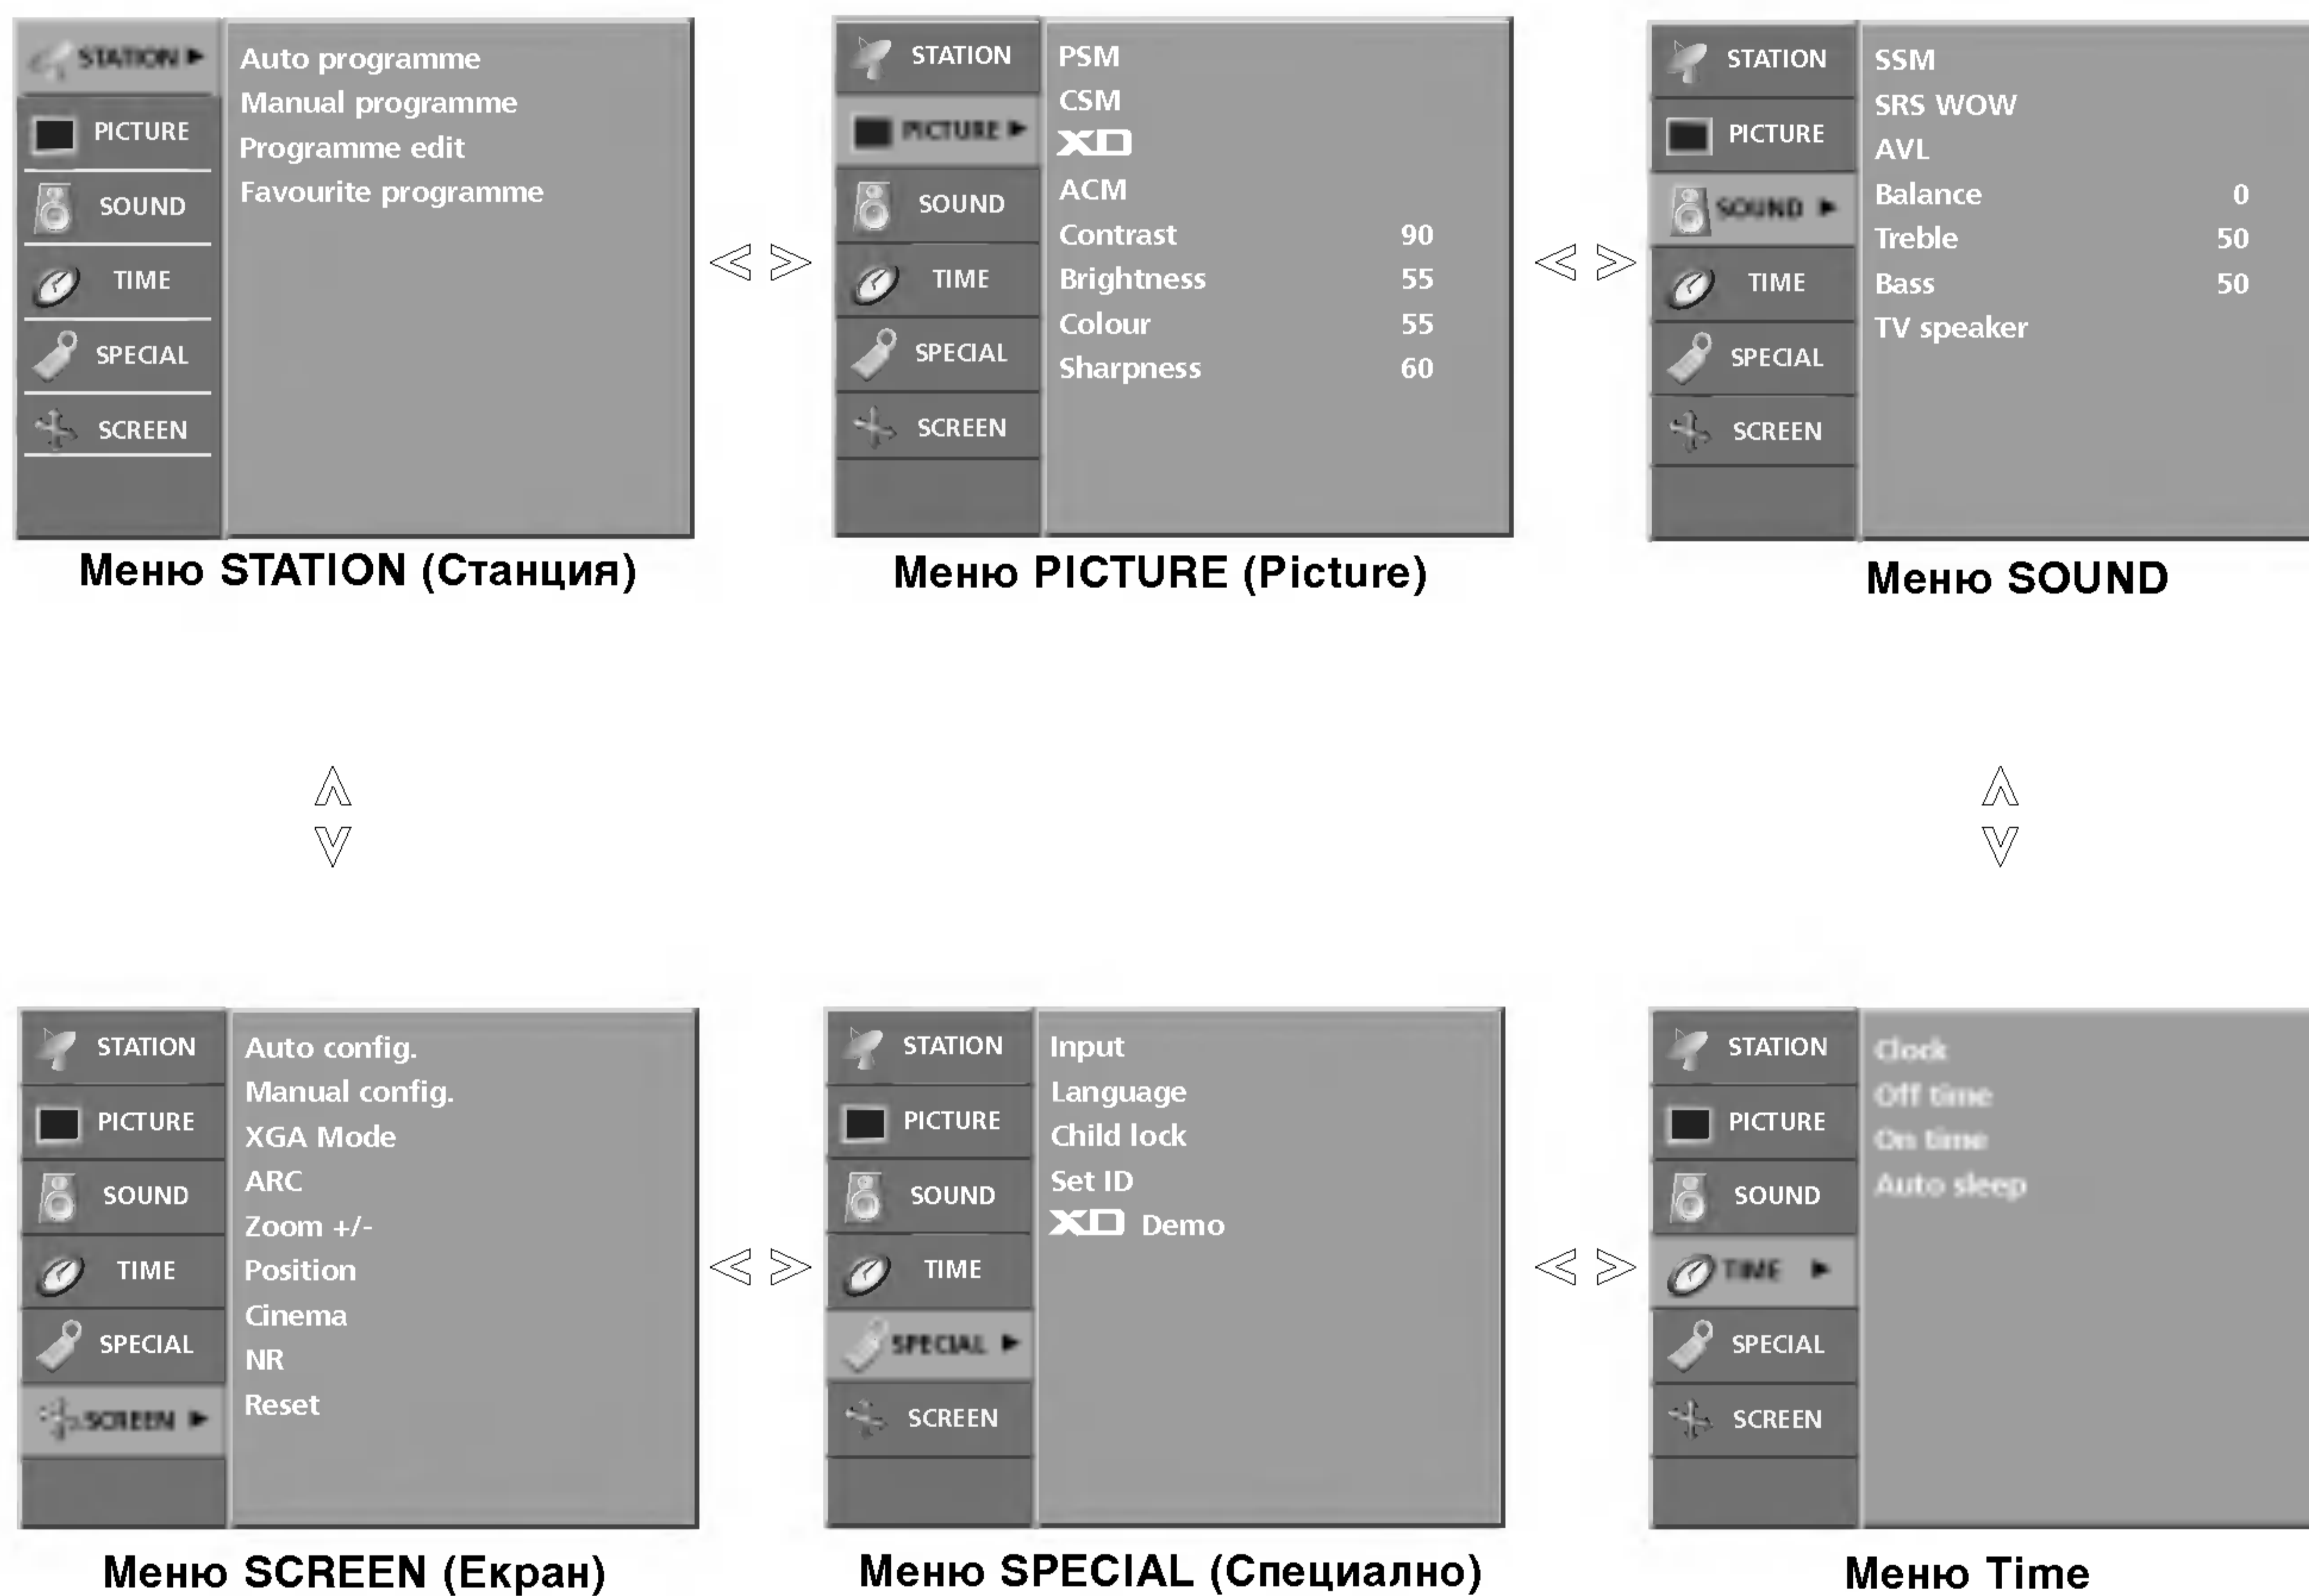 STATION
PICTURE
SOUND
TIME
SPECIAL
SCREEN
Auto programme
Manual programme
Programme edit
Favourite programme
Меню STATION (Станция)
STATION
PICTURE
SOUND
TIME
SPECIAL
SCREEN
PSM
CSM
XD
ACM
Contrast 90
Brightness 55
Colour 55
Sharpness 60
Меню PICTURE (Picture)
STATION
PICTURE
SOUND
TIME
SPECIAL
SCREEN
SSM
SRS WOW
AVL
Balance 0
Treble 50
Bass 50
TV speaker
Меню SOUND
STATION
PICTURE
SOUND
TIME
SPECIAL
SCREEN
Auto config.
Manual config.
XGA Mode
ARC
Zoom +/-
Position
Cinema
NR
Reset
Меню SCREEN (Екран)
STATION
PICTURE
SOUND
TIME
SPECIAL
SCREEN
Input
Language
Child lock
Set ID
XD Demo
Меню SPECIAL (Специално)
STATION
PICTURE
SOUND
TIME
SPECIAL
SCREEN
Clock
Off time
On time
Auto sleep
Меню Time